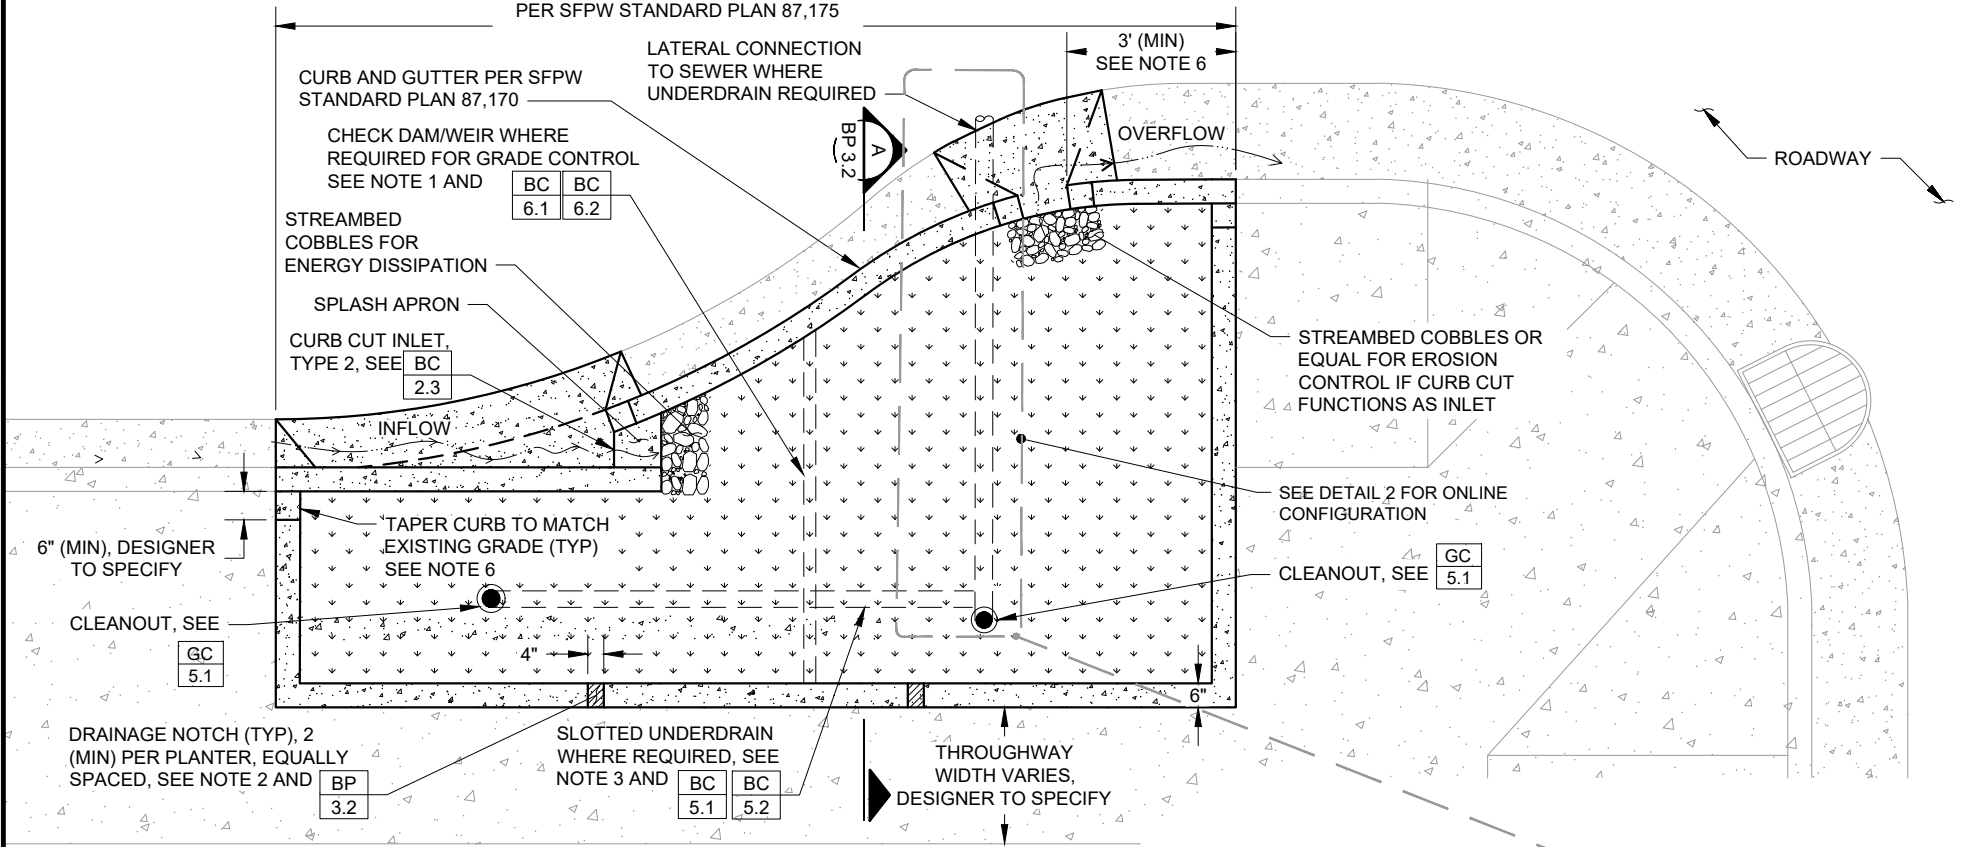 PER SFPW STANDARD PLAN 87,175
3' (MIN)
SEE NOTE 6
LATERAL CONNECTION
TO SEWER WHERE
UNDERDRAIN REQUIRED
CURB AND GUTTER PER SFPW
STANDARD PLAN 87,170
CHECK DAM/WEIR WHERE
REQUIRED FOR GRADE CONTROL
SEE NOTE 1 AND
BC
6.1
BC
6.2
A
BP 3.2
OVERFLOW
ROADWAY
STREAMBED
COBBLES FOR
ENERGY DISSIPATION
SPLASH APRON
CURB CUT INLET,
TYPE 2, SEE
BC
2.3
INFLOW
STREAMBED COBBLES OR
EQUAL FOR EROSION
CONTROL IF CURB CUT
FUNCTIONS AS INLET
SEE DETAIL 2 FOR ONLINE
CONFIGURATION
TAPER CURB TO MATCH
EXISTING GRADE (TYP)
SEE NOTE 6
6" (MIN), DESIGNER
TO SPECIFY
CLEANOUT, SEE
GC
5.1
CLEANOUT, SEE
GC
5.1
4"
6"
DRAINAGE NOTCH (TYP), 2
(MIN) PER PLANTER, EQUALLY
SPACED, SEE NOTE 2 AND
BP
3.2
SLOTTED UNDERDRAIN
WHERE REQUIRED, SEE
NOTE 3 AND
BC
5.1
BC
5.2
THROUGHWAY
WIDTH VARIES,
DESIGNER TO SPECIFY